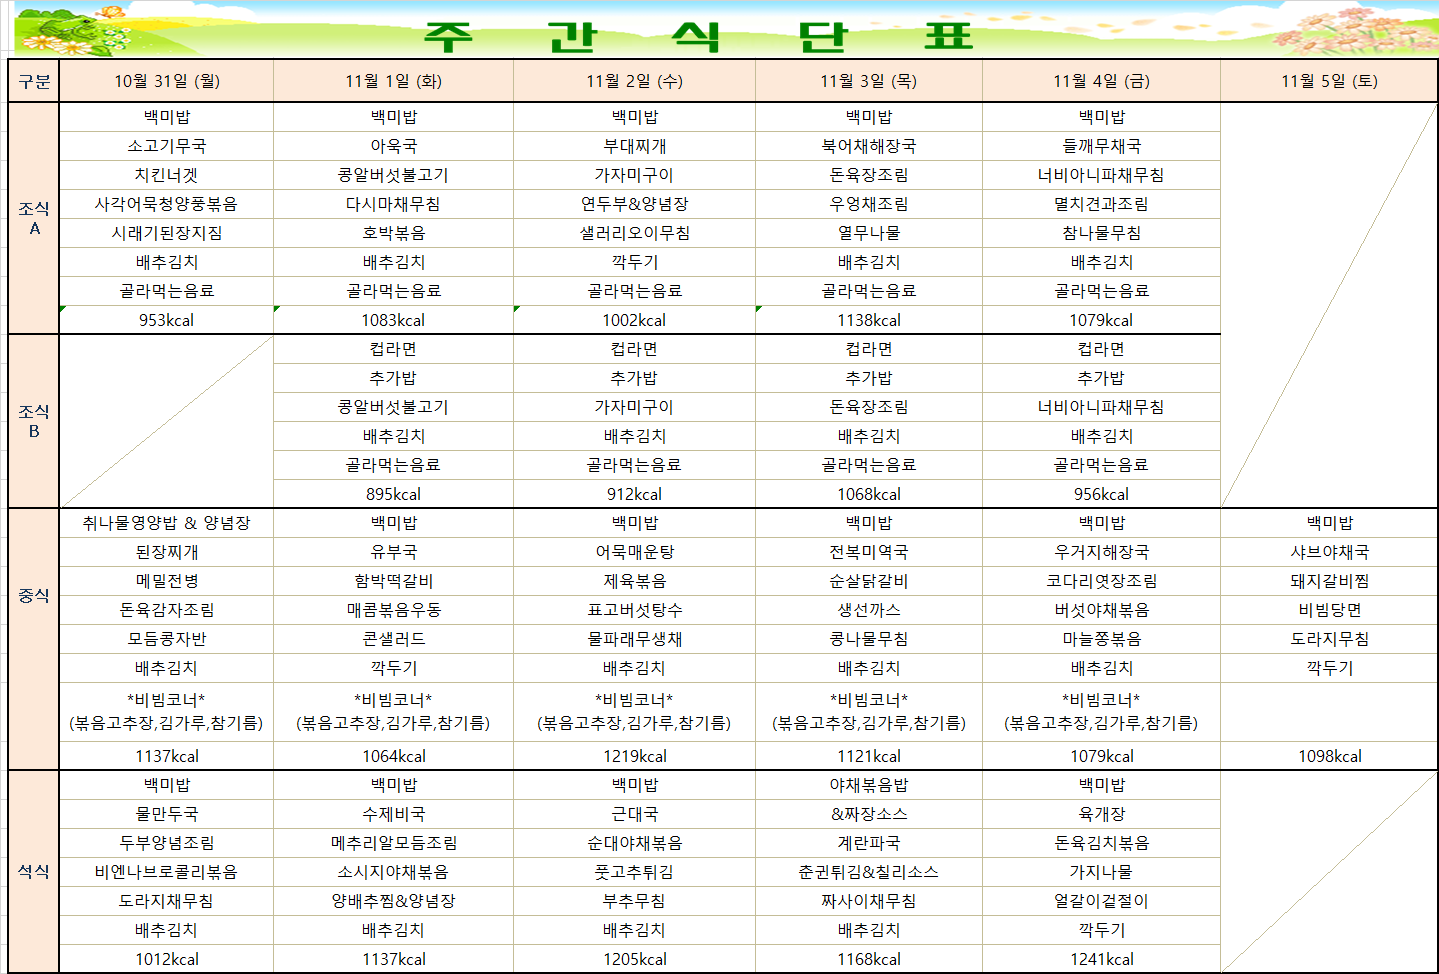 주 간 식 단 표
구분 10월 31일 (월) 11월 1일 (화) 11월 2일 (수) 11월 3일 (목) 11월 4일 (금) 11월 5일 (토)
조식 A
백미밥 백미밥 백미밥 백미밥 백미밥
소고기무국 아욱국 부대찌개 북어채해장국 들깨무채국
치킨너겟 콩알버섯불고기 가자미구이 돈육장조림 너비아니파채무침
사각어묵청양풍볶음 다시마채무침 연두부&양념장 우엉채조림 멸치견과조림
시래기된장지짐 호박볶음 샐러리오이무침 열무나물 참나물무침
배추김치 배추김치 깍두기 배추김치 배추김치
골라먹는음료 골라먹는음료 골라먹는음료 골라먹는음료 골라먹는음료
953kcal 1083kcal 1002kcal 1138kcal 1079kcal
조식 B
컵라면 컵라면 컵라면 컵라면
추가밥 추가밥 추가밥 추가밥
콩알버섯불고기 가자미구이 돈육장조림 너비아니파채무침
배추김치 배추김치 배추김치 배추김치
골라먹는음료 골라먹는음료 골라먹는음료 골라먹는음료
895kcal 912kcal 1068kcal 956kcal
중식
취나물영양밥 & 양념장 백미밥 백미밥 백미밥 백미밥 백미밥
된장찌개 유부국 어묵매운탕 전복미역국 우거지해장국 샤브야채국
메밀전병 함박떡갈비 제육볶음 순살닭갈비 코다리엿장조림 돼지갈비찜
돈육감자조림 매콤볶음우동 표고버섯탕수 생선까스 버섯야채볶음 비빔당면
모듬콩자반 콘샐러드 물파래무생채 콩나물무침 마늘쫑볶음 도라지무침
배추김치 깍두기 배추김치 배추김치 배추김치 깍두기
*비빔코너* *비빔코너* *비빔코너* *비빔코너* *비빔코너*
(볶음고추장,김가루,참기름) (볶음고추장,김가루,참기름) (볶음고추장,김가루,참기름) (볶음고추장,김가루,참기름) (볶음고추장,김가루,참기름)
1137kcal 1064kcal 1219kcal 1121kcal 1079kcal 1098kcal
석식
백미밥 백미밥 백미밥 야채볶음밥 백미밥
물만두국 수제비국 근대국 &짜장소스 육개장
두부양념조림 메추리알모듬조림 순대야채볶음 계란파국 돈육김치볶음
비엔나브로콜리볶음 소시지야채볶음 풋고추튀김 춘권튀김&칠리소스 가지나물
도라지채무침 양배추찜&양념장 부추무침 짜사이채무침 얼갈이겉절이
배추김치 배추김치 배추김치 배추김치 깍두기
1012kcal 1137kcal 1205kcal 1168kcal 1241kcal